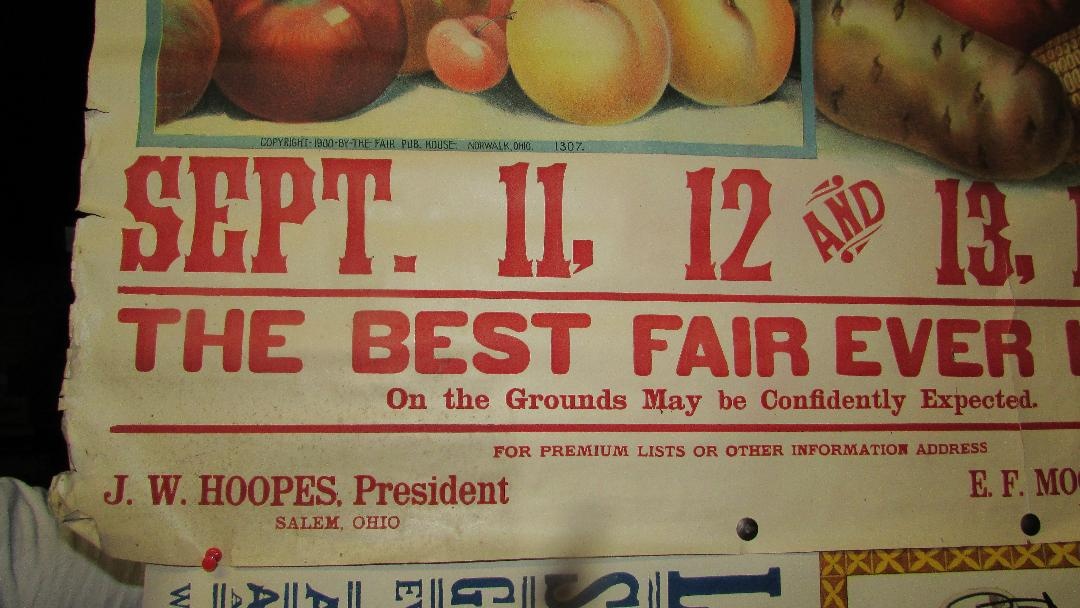 COPYRIGHT-1900-BY-THE FAIR PUB. HOUSE NORWALK, OHIO. 1307.
SEPT. 11, 12 AND 13,
THE BEST FAIR EVER
On the Grounds May be Confidently Expected.
FOR PREMIUM LISTS OR OTHER INFORMATION ADDRESS
J. W. HOOPES, President
E. F.
SALEM, OHIO